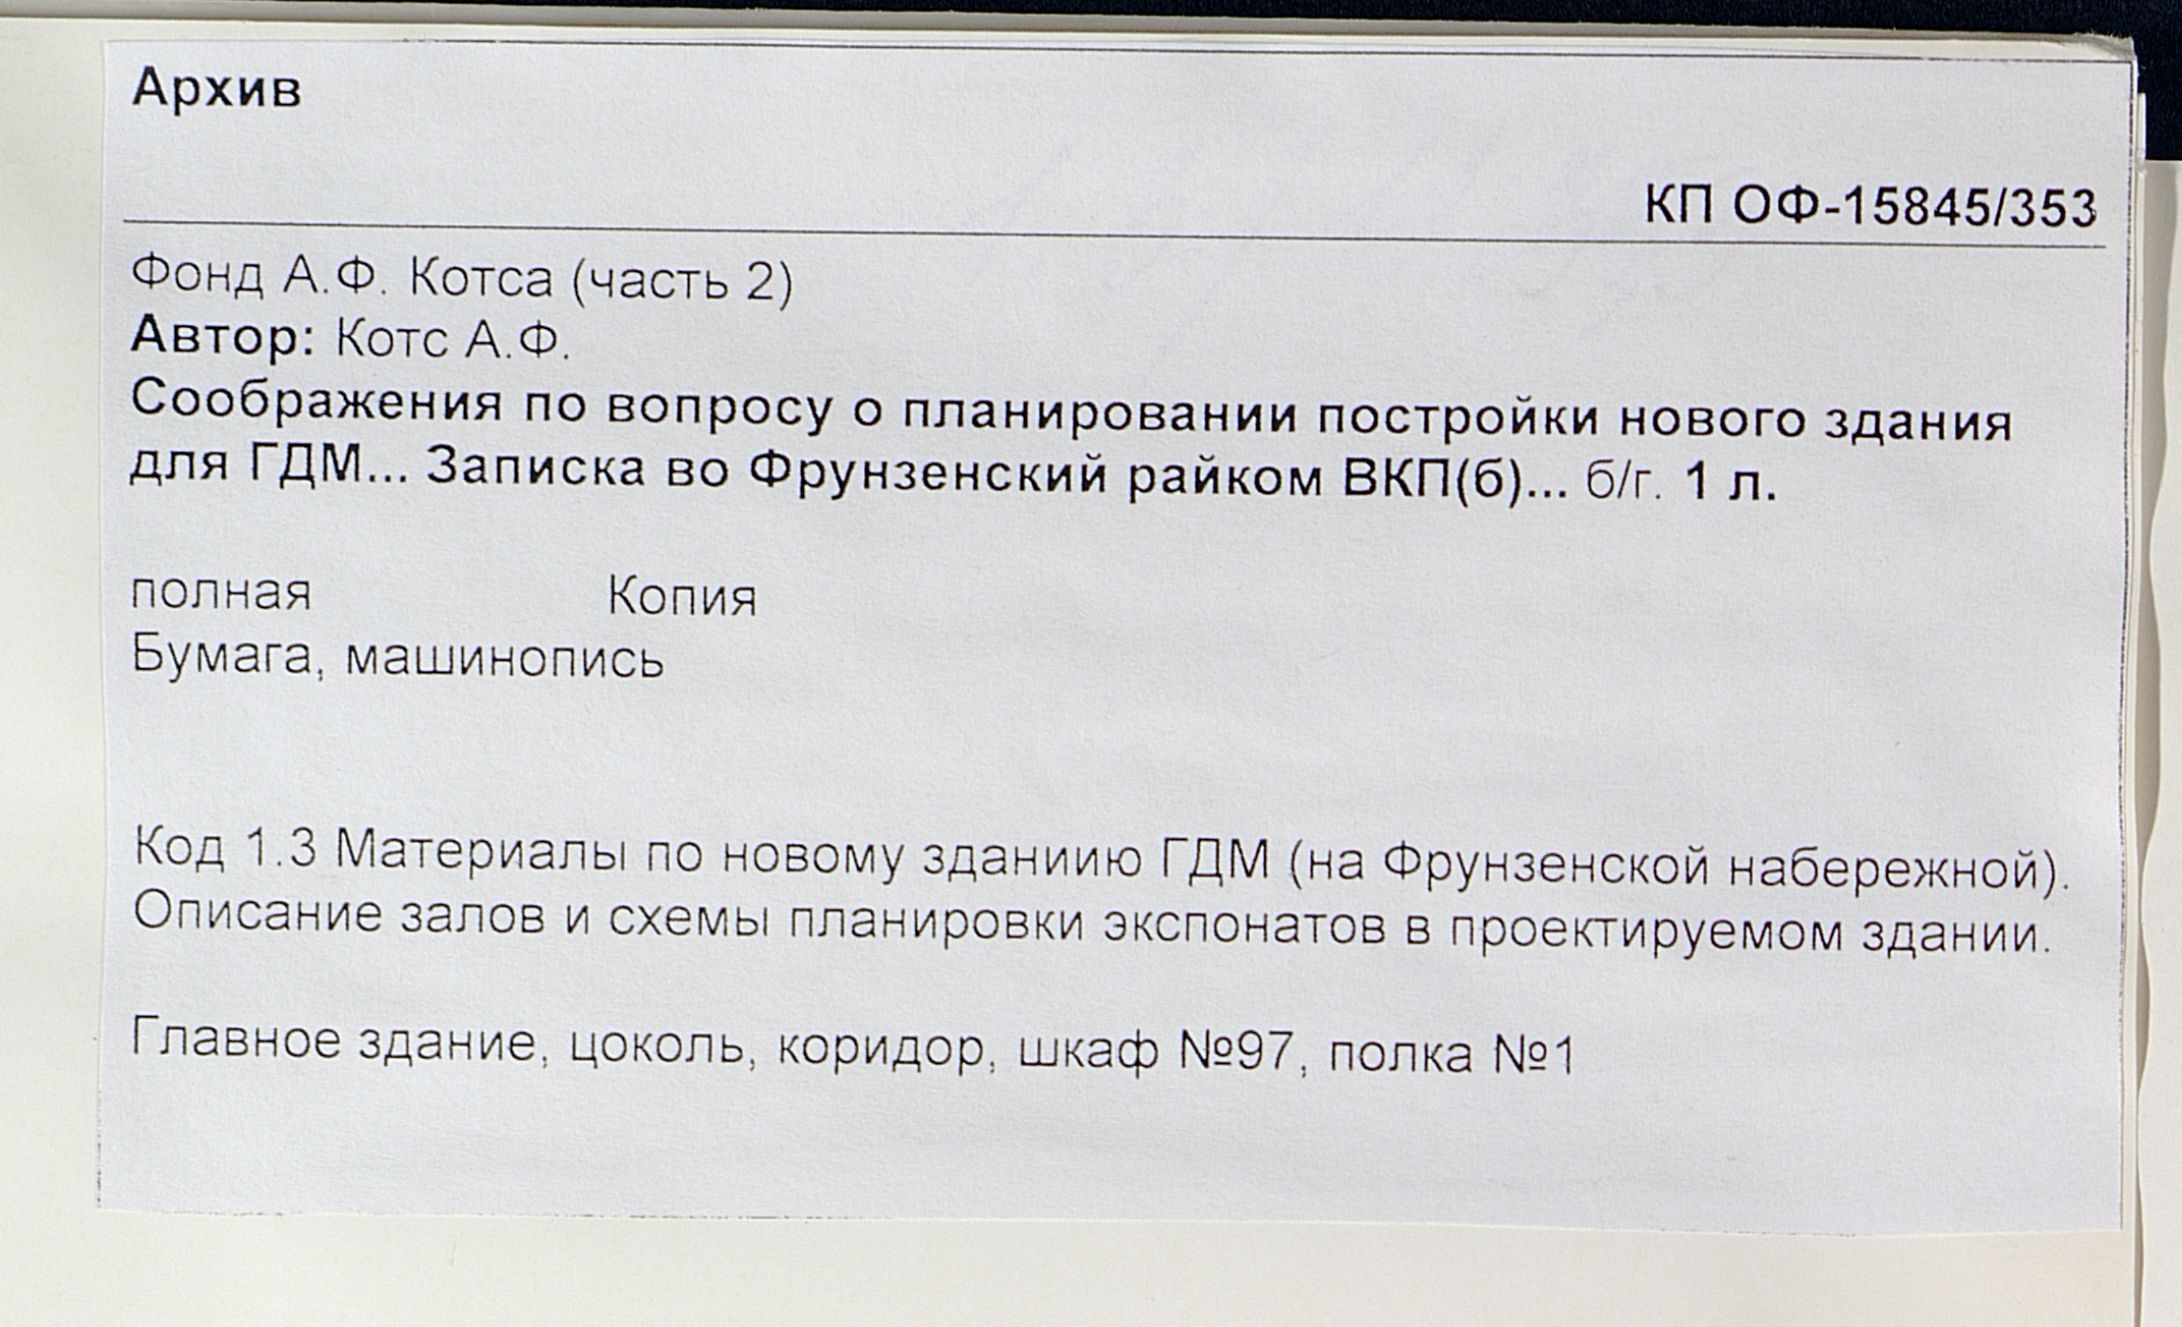 Архив
КП ОФ-15845/353
Фонд А.Ф. Котса (часть 2)
Автор: Котс А.Ф.
Соображения по вопросу о планировании постройки нового здания
для ГДМ... Записка во Фрунзенский райком ВКП(б)... б/г. 1 л.
полная Копия
Бумага, машинопись
Код 1.3 Материалы по новому зданиию ГДМ (на Фрунзенской набережной).
Описание залов и схемы планировки экспонатов в проектируемом здании.
Главное здание, цоколь, коридор, шкаф №97, полка №1